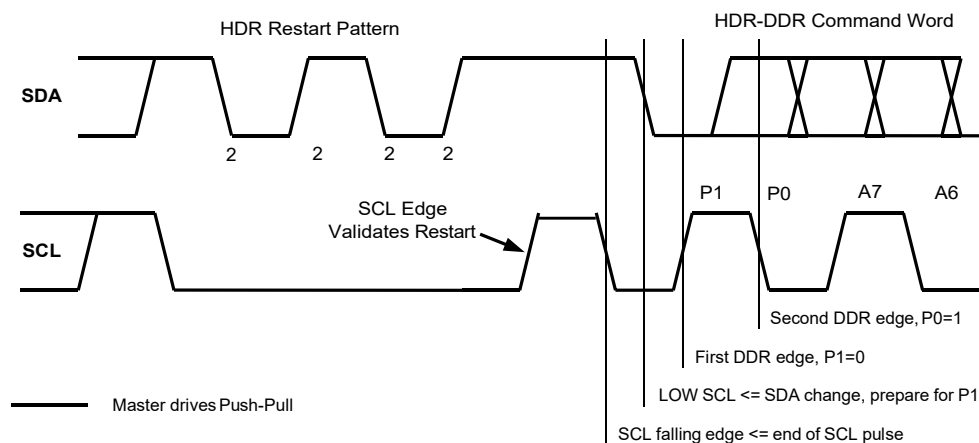 HDR Restart Pattern
HDR-DDR Command Word
SDA
2 2 2 2
P1 P0 A7 A6
SCL Edge
Validates Restart
SCL
Second DDR edge, P0=1
First DDR edge, P1=0
LOW SCL <= SDA change, prepare for P1
Master drives Push-Pull
SCL falling edge <= end of SCL pulse